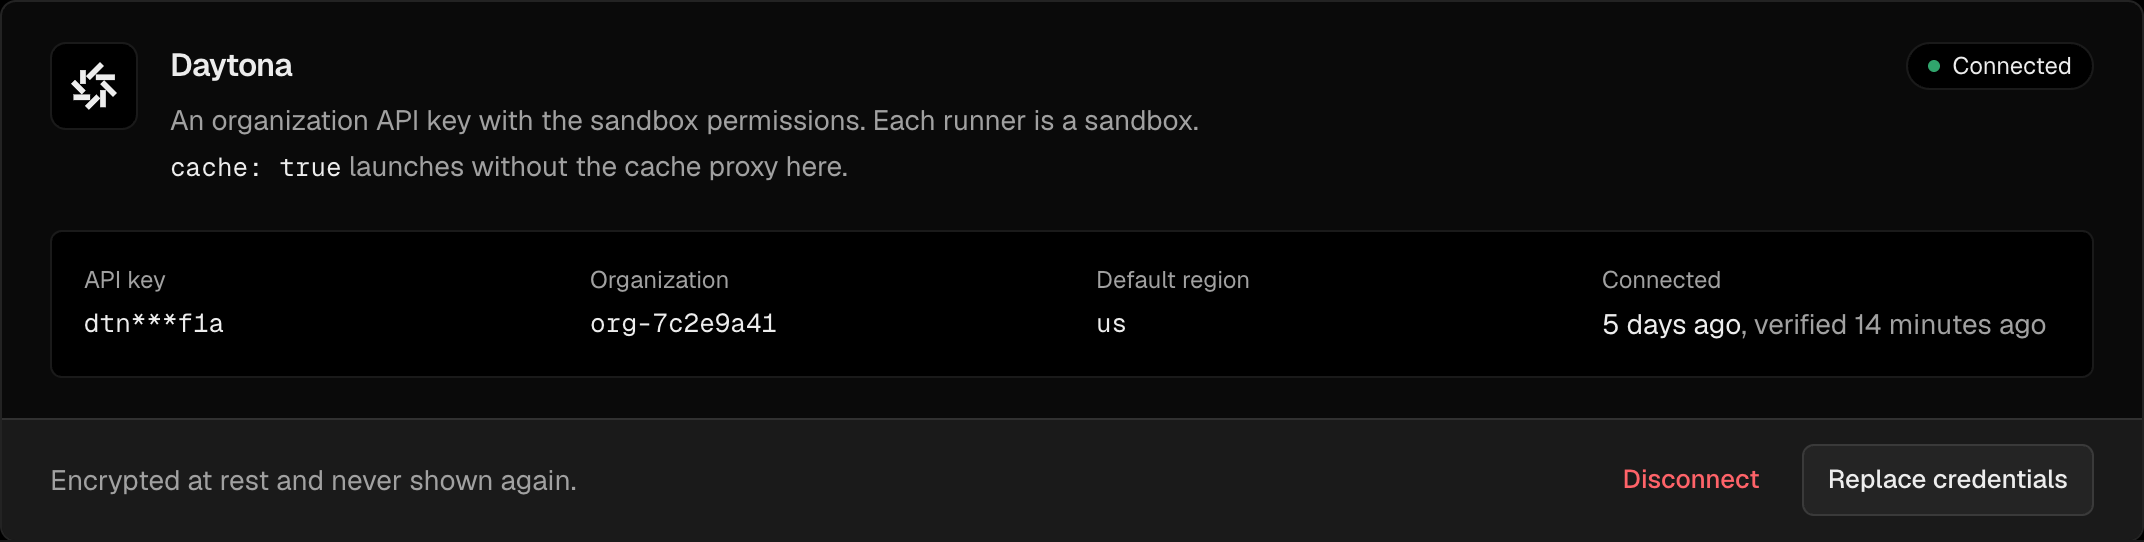 Daytona
Connected
An organization API key with the sandbox permissions. Each runner is a sandbox.
cache: true launches without the cache proxy here.
API key
Organization
Default region
Connected
dtn***f1a
org-7c2e9a41
us
5 days ago, verified 14 minutes ago
Encrypted at rest and never shown again.
Disconnect
Replace credentials